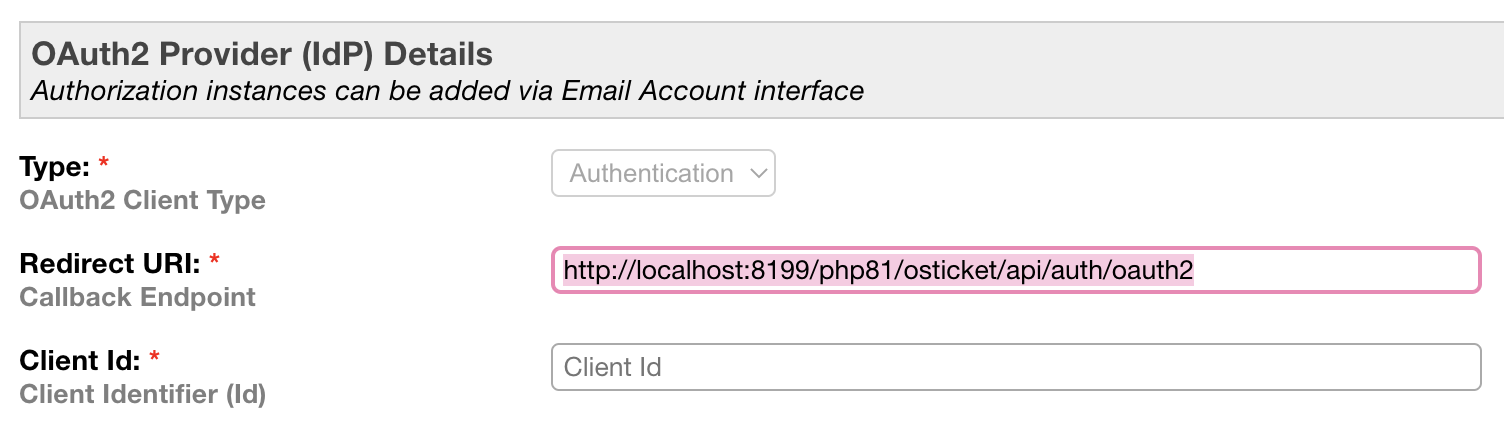 OAuth2 Provider (IdP) Details
Authorization instances can be added via Email Account interface
Type: *
Authentication
OAuth2 Client Type
Redirect URI: *
http://localhost:8199/php81/osticket/api/auth/oauth2
Callback Endpoint
Client Id: *
Client Id
Client Identifier (Id)